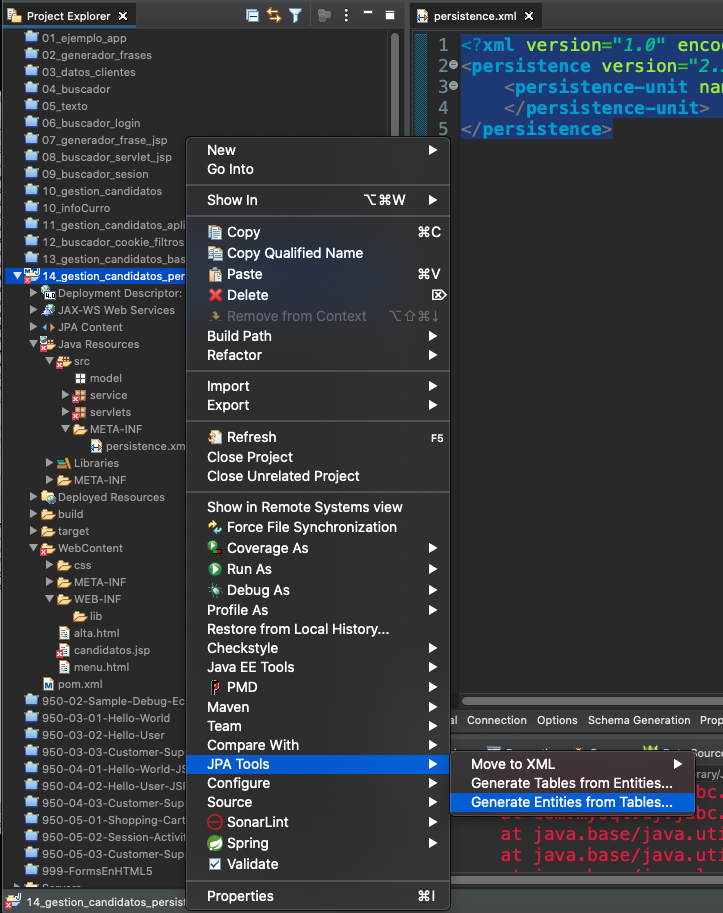 Project Explorer
01_ejemplo_app
02_generador_frases
03_datos_clientes
04_buscador
05_texto
06_buscador_login
07_generador_frase_jsp
08_buscador_servlet_jsp
09_buscador_sesion
10_gestion_candidatos
10_infoCurro
11_gestion_candidatos_apli
12_buscador_cookie_filtros
13_gestion_candidatos_bas
14_gestion_candidatos_per
Deployment Descriptor:
JAX-WS Web Services
JPA Content
Java Resources
src
model
service
servlets
META-INF
persistence.xm
Libraries
META-INF
Deployed Resources
build
target
WebContent
css
META-INF
WEB-INF
lib
alta.html
candidatos.jsp
menu.html
pom.xml
950-02-Sample-Debug-Ec
950-03-01-Hello-World
950-03-02-Hello-User
950-03-03-Customer-Sup
950-04-01-Hello-World-JS
950-04-02-Hello-User-JSP
950-04-03-Customer-Sup
950-05-01-Shopping-Cart
950-05-02-Session-Activit
950-05-03-Customer-Sup
999-FormsEnHTML5
Servers
14_gestion_candidatos_persist
New
Go Into
Show In ⌥⌘W
Copy ⌘C
Copy Qualified Name
Paste ⌘V
Delete ⌦
Remove from Context ⌥⇧⌘↓
Build Path
Refactor
Import
Export
Refresh F5
Close Project
Close Unrelated Project
Show in Remote Systems view
Force File Synchronization
Coverage As
Run As
Debug As
Profile As
Restore from Local History...
Checkstyle
Java EE Tools
PMD
Maven
Team
Compare With
JPA Tools
Configure
Source
SonarLint
Spring
Validate
Properties ⌘I
Move to XML
Generate Tables from Entities...
Generate Entities from Tables...
persistence.xml
1 <?xml version="1.0" encod
2 <persistence version="2.
3 <persistence-unit nam
4 </persistence-unit>
5 </persistence>
al Connection Options Schema Generation Prop
at java.base/java.uti
at java.base/java.uti